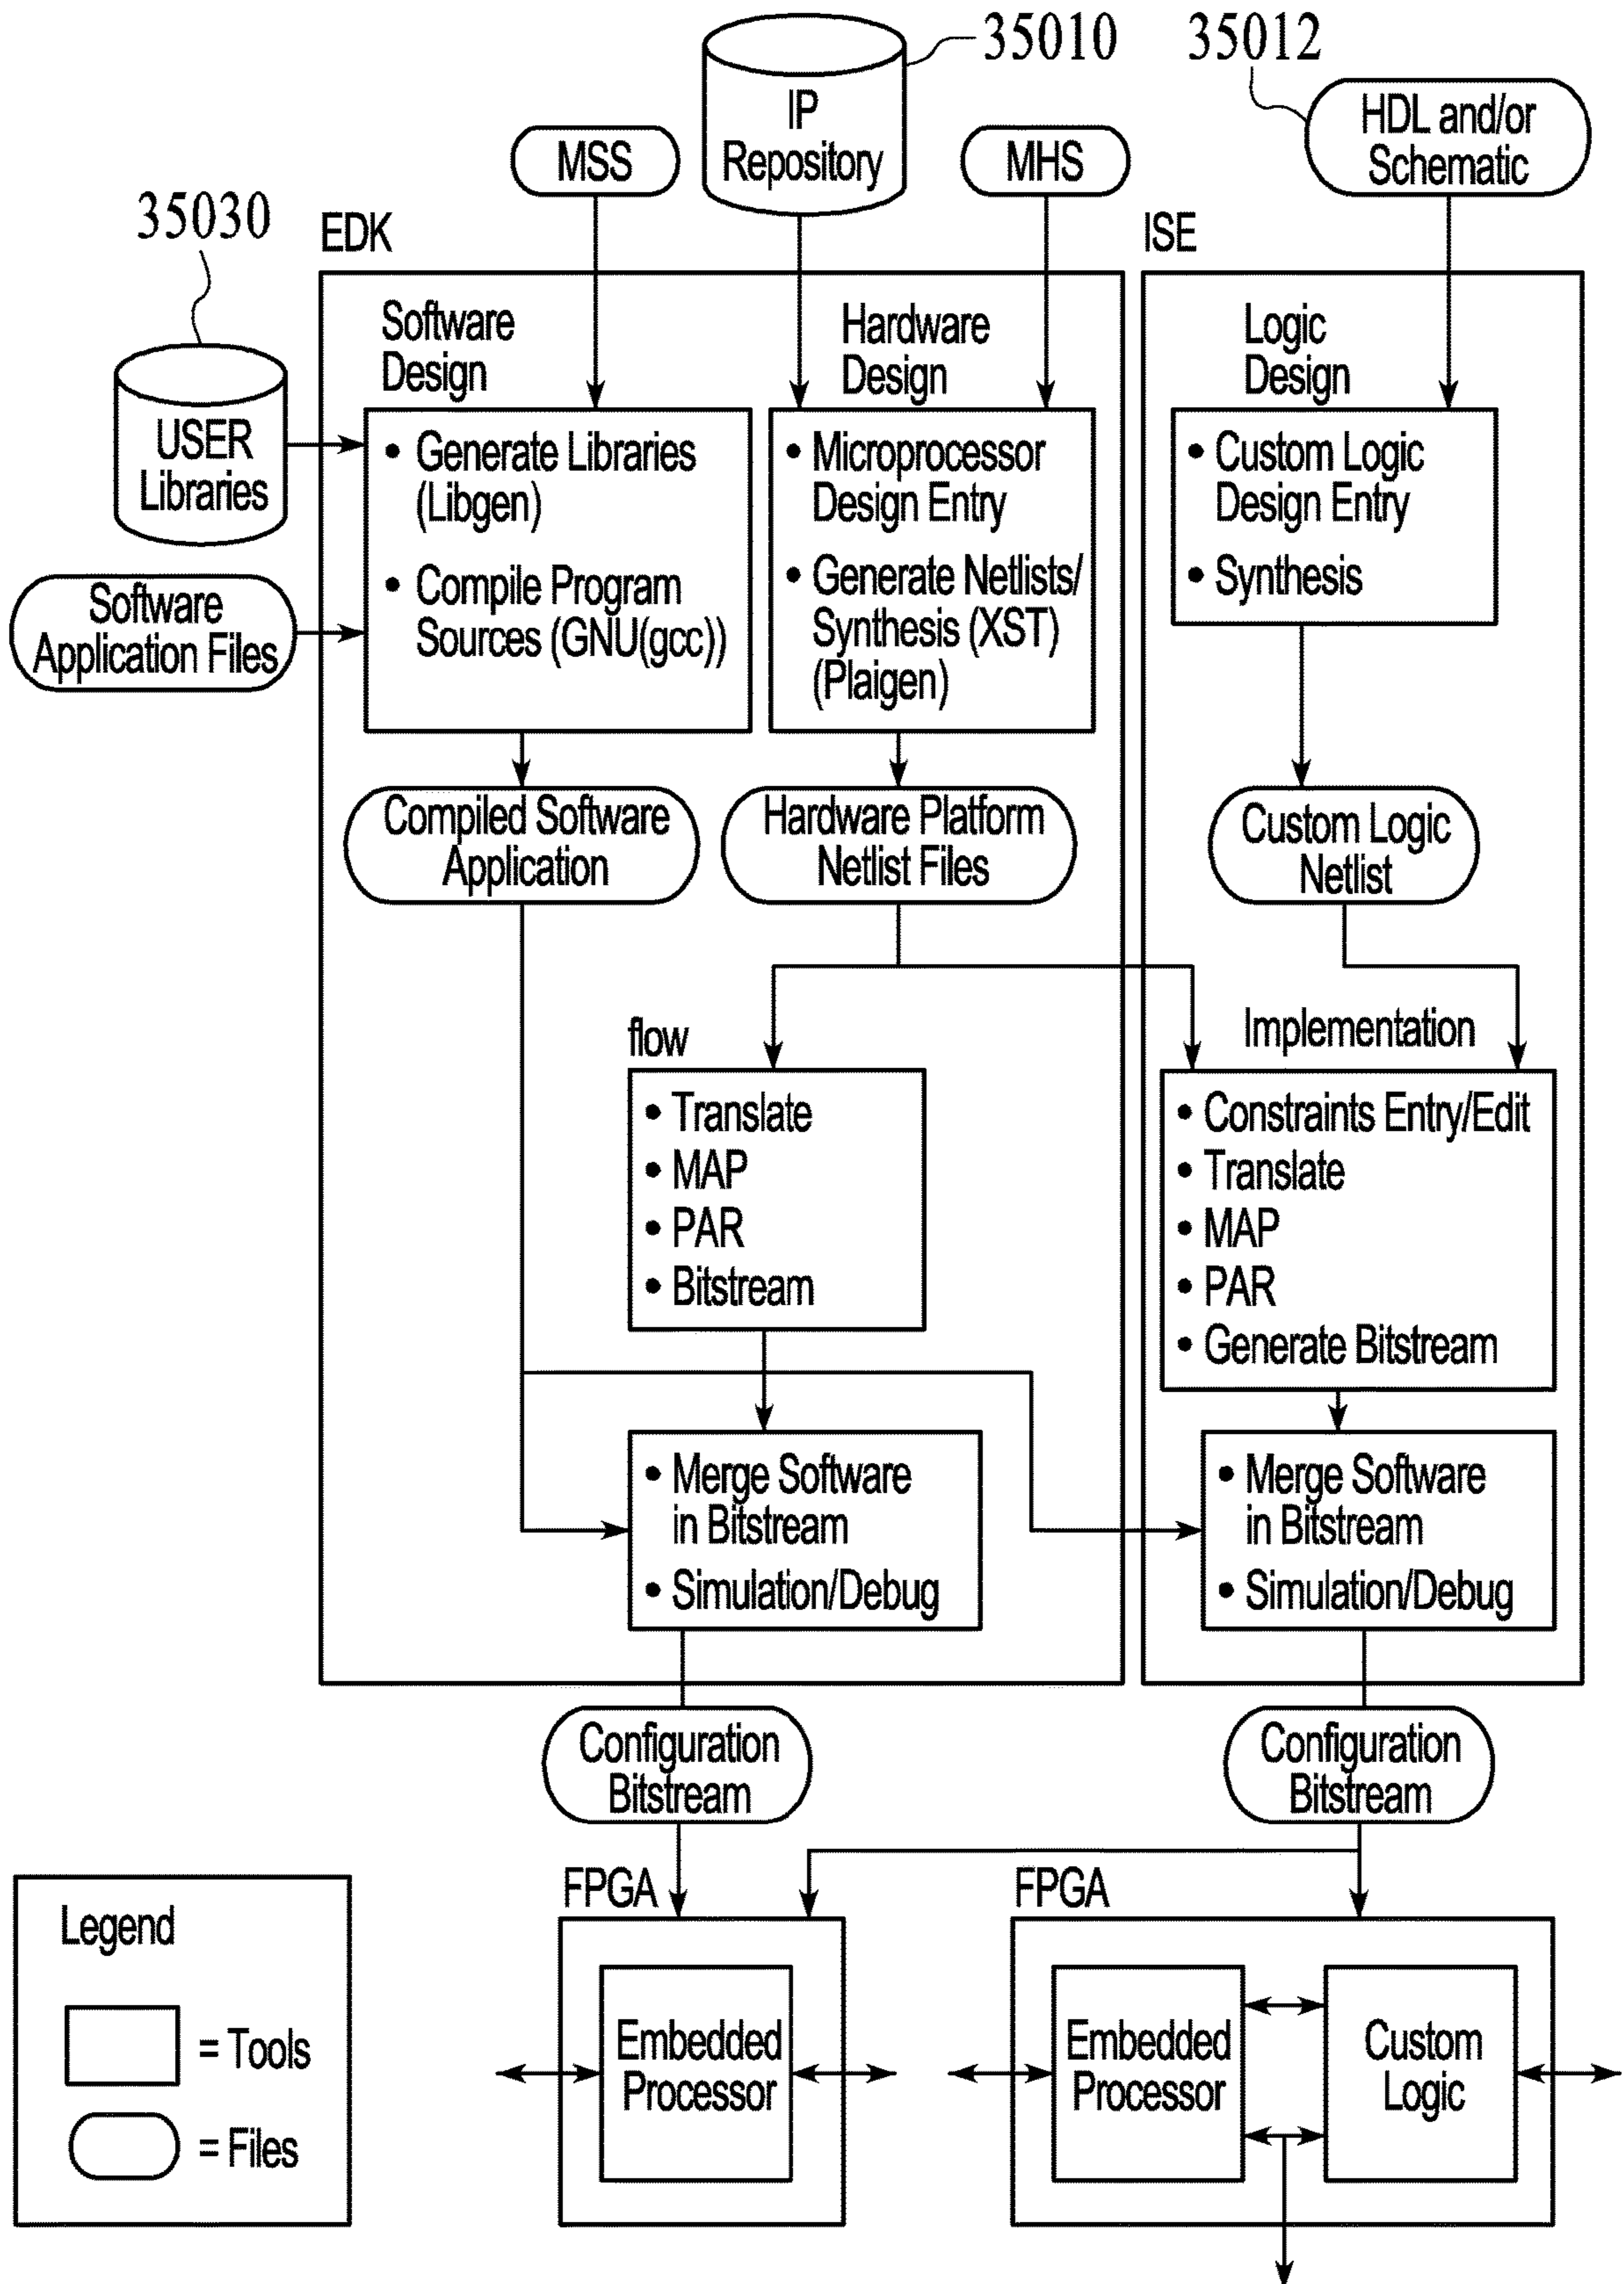 35010
35012
IP
Repository
HDL and/or
Schematic
MSS
MHS
35030
EDK
ISE
Software
Design
Hardware
Design
Logic
Design
USER
Libraries
• Generate Libraries
(Libgen)
• Compile Program
Sources (GNU(gcc))
• Microprocessor
Design Entry
• Generate Netlists/
Synthesis (XST)
(Plaigen)
• Custom Logic
Design Entry
• Synthesis
Software
Application Files
Compiled Software
Application
Hardware Platform
Netlist Files
Custom Logic
Netlist
flow
Implementation
• Translate
• MAP
• PAR
• Bitstream
• Constraints Entry/Edit
• Translate
• MAP
• PAR
• Generate Bitstream
• Merge Software
in Bitstream
• Simulation/Debug
• Merge Software
in Bitstream
• Simulation/Debug
Configuration
Bitstream
Configuration
Bitstream
FPGA
FPGA
Legend
= Tools
= Files
Embedded
Processor
Embedded
Processor
Custom
Logic